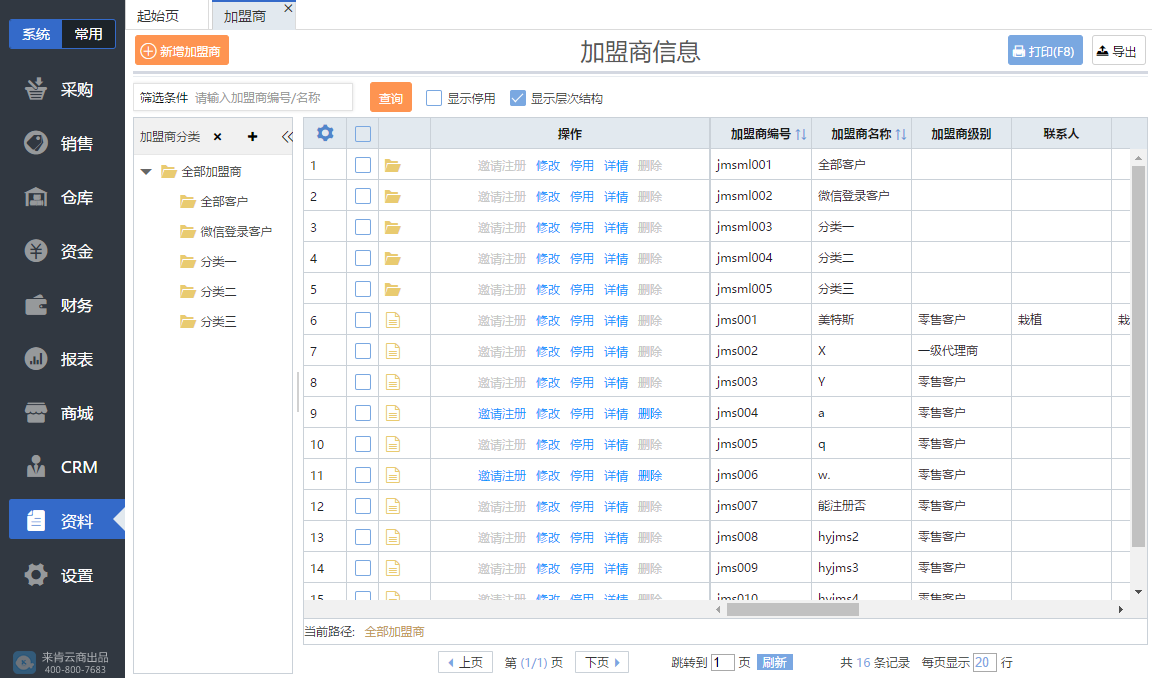 系统 常用
采购
销售
仓库
资金
财务
报表
商城
CRM
资料
设置
来肯云商出品
400-800-7683
起始页 加盟商
新增加盟商 加盟商信息 打印(F8) 导出
筛选条件 请输入加盟商编号/名称 查询 显示停用 显示层次结构
加盟商分类
全部加盟商
全部客户
微信登录客户
分类一
分类二
分类三
操作 加盟商编号 加盟商名称 加盟商级别 联系人
1 邀请注册 修改 停用 详情 删除 jmsml001 全部客户
2 邀请注册 修改 停用 详情 删除 jmsml002 微信登录客户
3 邀请注册 修改 停用 详情 删除 jmsml003 分类一
4 邀请注册 修改 停用 详情 删除 jmsml004 分类二
5 邀请注册 修改 停用 详情 删除 jmsml005 分类三
6 邀请注册 修改 停用 详情 删除 jms001 美特斯 零售客户 栽植 栽
7 邀请注册 修改 停用 详情 删除 jms002 X 一级代理商
8 邀请注册 修改 停用 详情 删除 jms003 Y 零售客户
9 邀请注册 修改 停用 详情 删除 jms004 a 零售客户
10 邀请注册 修改 停用 详情 删除 jms005 q 零售客户
11 邀请注册 修改 停用 详情 删除 jms006 w. 零售客户
12 邀请注册 修改 停用 详情 删除 jms007 能注册否 零售客户
13 邀请注册 修改 停用 详情 删除 jms008 hyjms2 零售客户
14 邀请注册 修改 停用 详情 删除 jms009 hyjms3 零售客户
15 邀请注册 修改 停用 详情 删除 jms010 hyjms4 零售客户
当前路径: 全部加盟商
上页 第 (1/1) 页 下页 跳转到 1 页 刷新 共 16 条记录 每页显示 20 行